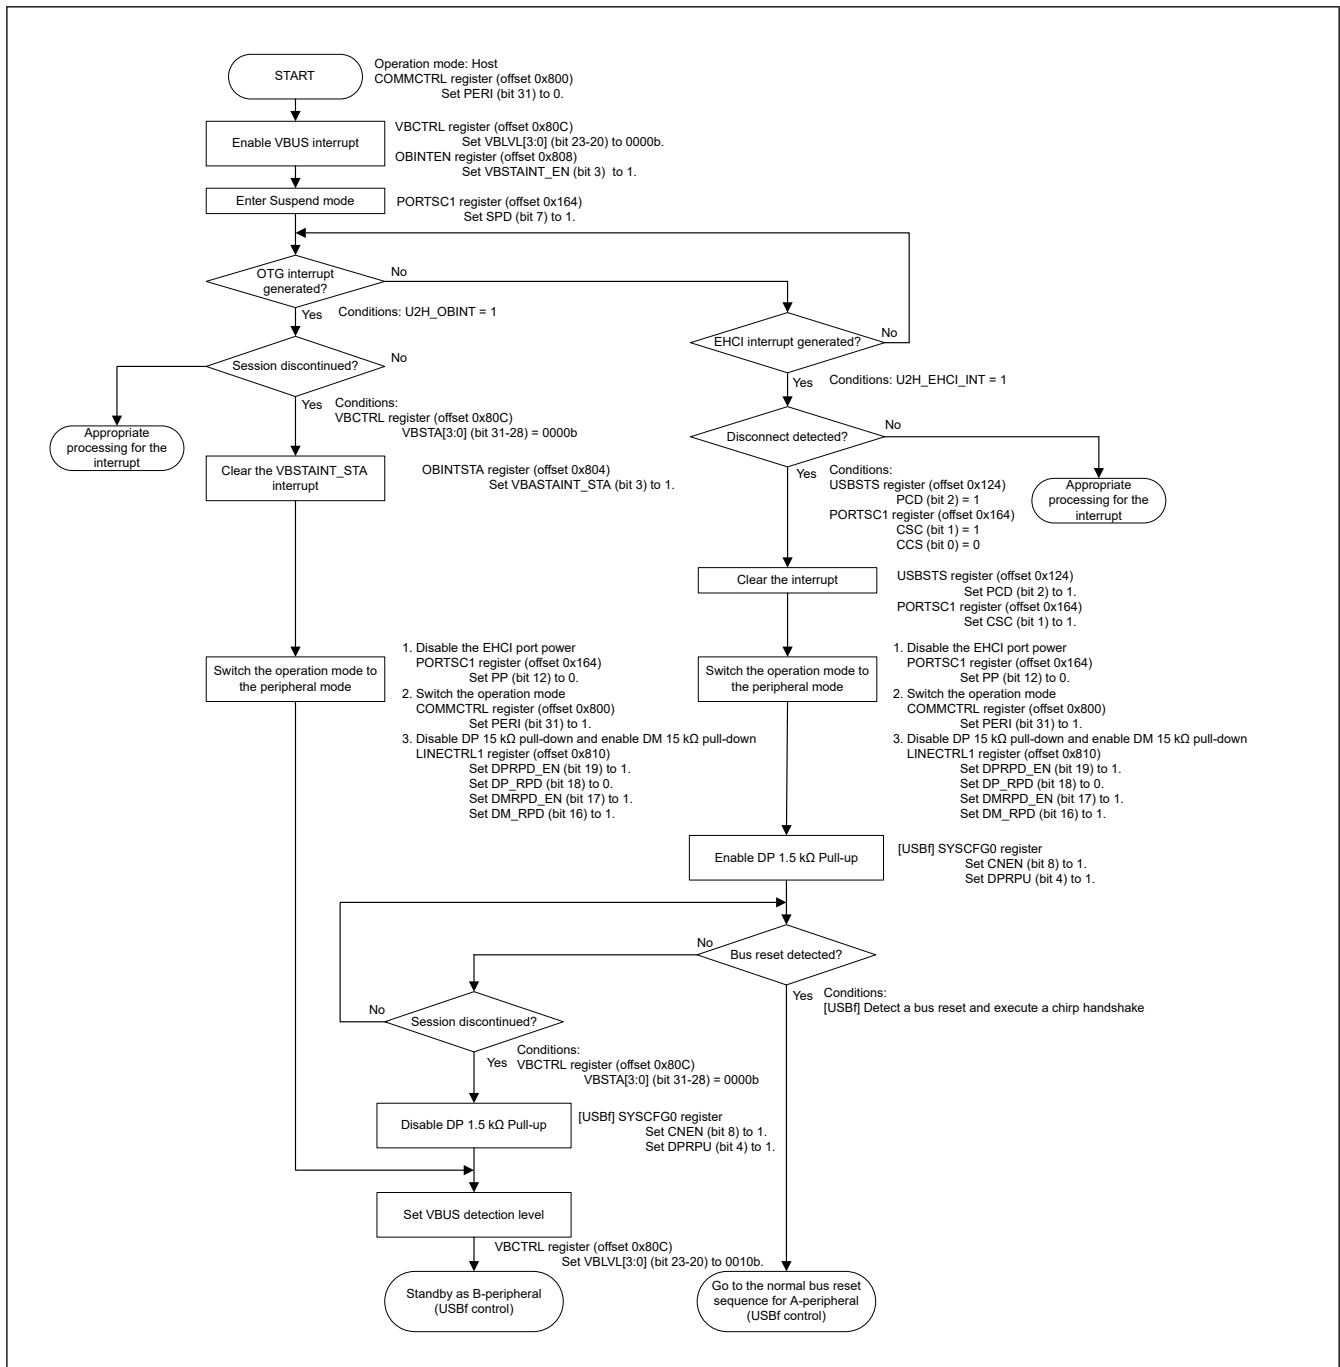 START
Operation mode: Host
COMMCTRL register (offset 0x800)
Set PERI (bit 31) to 0.
Enable VBUS interrupt
VBCTRL register (offset 0x80C)
Set VBLVL[3:0] (bit 23-20) to 0000b.
OBINTEN register (offset 0x808)
Set VBSTAINT_EN (bit 3) to 1.
Enter Suspend mode
PORTSC1 register (offset 0x164)
Set SPD (bit 7) to 1.
OTG interrupt
generated?
No
Yes
Conditions: U2H_OBINT = 1
EHCI interrupt generated?
No
Yes
Conditions: U2H_EHCI_INT = 1
Session discontinued?
No
Yes
Conditions:
VBCTRL register (offset 0x80C)
VBSTA[3:0] (bit 31-28) = 0000b
Appropriate
processing for the
interrupt
Disconnect detected?
No
Yes
Conditions:
USBSTS register (offset 0x124)
PCD (bit 2) = 1
PORTSC1 register (offset 0x164)
CSC (bit 1) = 1
CCS (bit 0) = 0
Appropriate
processing for the
interrupt
Clear the VBSTAINT_STA
interrupt
OBINTSTA register (offset 0x804)
Set VBASTAINT_STA (bit 3) to 1.
Clear the interrupt
USBSTS register (offset 0x124)
Set PCD (bit 2) to 1.
PORTSC1 register (offset 0x164)
Set CSC (bit 1) to 1.
Switch the operation mode to
the peripheral mode
1. Disable the EHCI port power
PORTSC1 register (offset 0x164)
Set PP (bit 12) to 0.
2. Switch the operation mode
COMMCTRL register (offset 0x800)
Set PERI (bit 31) to 1.
3. Disable DP 15 kΩ pull-down and enable DM 15 kΩ pull-down
LINECTRL1 register (offset 0x810)
Set DPRPD_EN (bit 19) to 1.
Set DP_RPD (bit 18) to 0.
Set DMRPD_EN (bit 17) to 1.
Set DM_RPD (bit 16) to 1.
Switch the operation mode to
the peripheral mode
1. Disable the EHCI port power
PORTSC1 register (offset 0x164)
Set PP (bit 12) to 0.
2. Switch the operation mode
COMMCTRL register (offset 0x800)
Set PERI (bit 31) to 1.
3. Disable DP 15 kΩ pull-down and enable DM 15 kΩ pull-down
LINECTRL1 register (offset 0x810)
Set DPRPD_EN (bit 19) to 1.
Set DP_RPD (bit 18) to 0.
Set DMRPD_EN (bit 17) to 1.
Set DM_RPD (bit 16) to 1.
Enable DP 1.5 kΩ Pull-up
[USBf] SYSCFG0 register
Set CNEN (bit 8) to 1.
Set DPRPU (bit 4) to 1.
Bus reset detected?
No
Yes
Conditions:
[USBf] Detect a bus reset and execute a chirp handshake
Session discontinued?
No
Yes
Conditions:
VBCTRL register (offset 0x80C)
VBSTA[3:0] (bit 31-28) = 0000b
Disable DP 1.5 kΩ Pull-up
[USBf] SYSCFG0 register
Set CNEN (bit 8) to 1.
Set DPRPU (bit 4) to 1.
Set VBUS detection level
VBCTRL register (offset 0x80C)
Set VBLVL[3:0] (bit 23-20) to 0010b.
Standby as B-peripheral
(USBf control)
Go to the normal bus reset
sequence for A-peripheral
(USBf control)